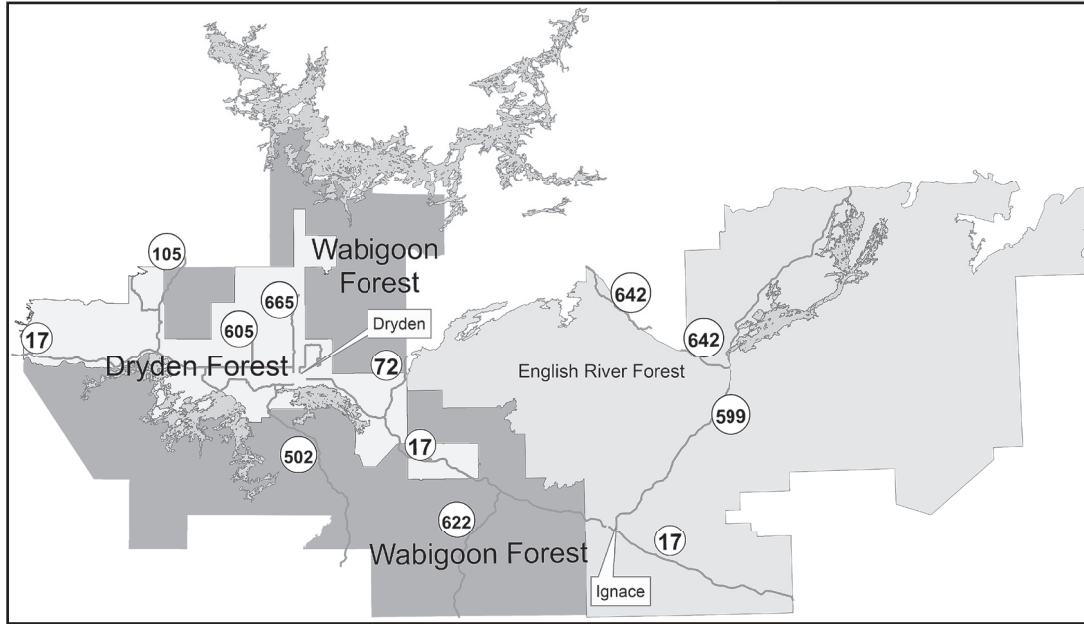 Wabigoon
Forest
105
642
665
17
605
Dryden
642
Dryden Forest
72
English River Forest
599
17
502
622
Wabigoon Forest
17
Ignace